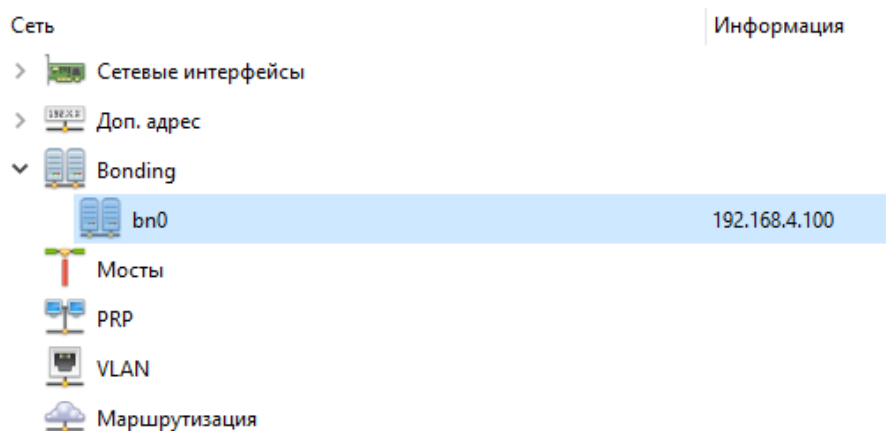 Сеть Информация
Сетевые интерфейсы
Доп. адрес
Bonding
bn0 192.168.4.100
Мосты
PRP
VLAN
Маршрутизация